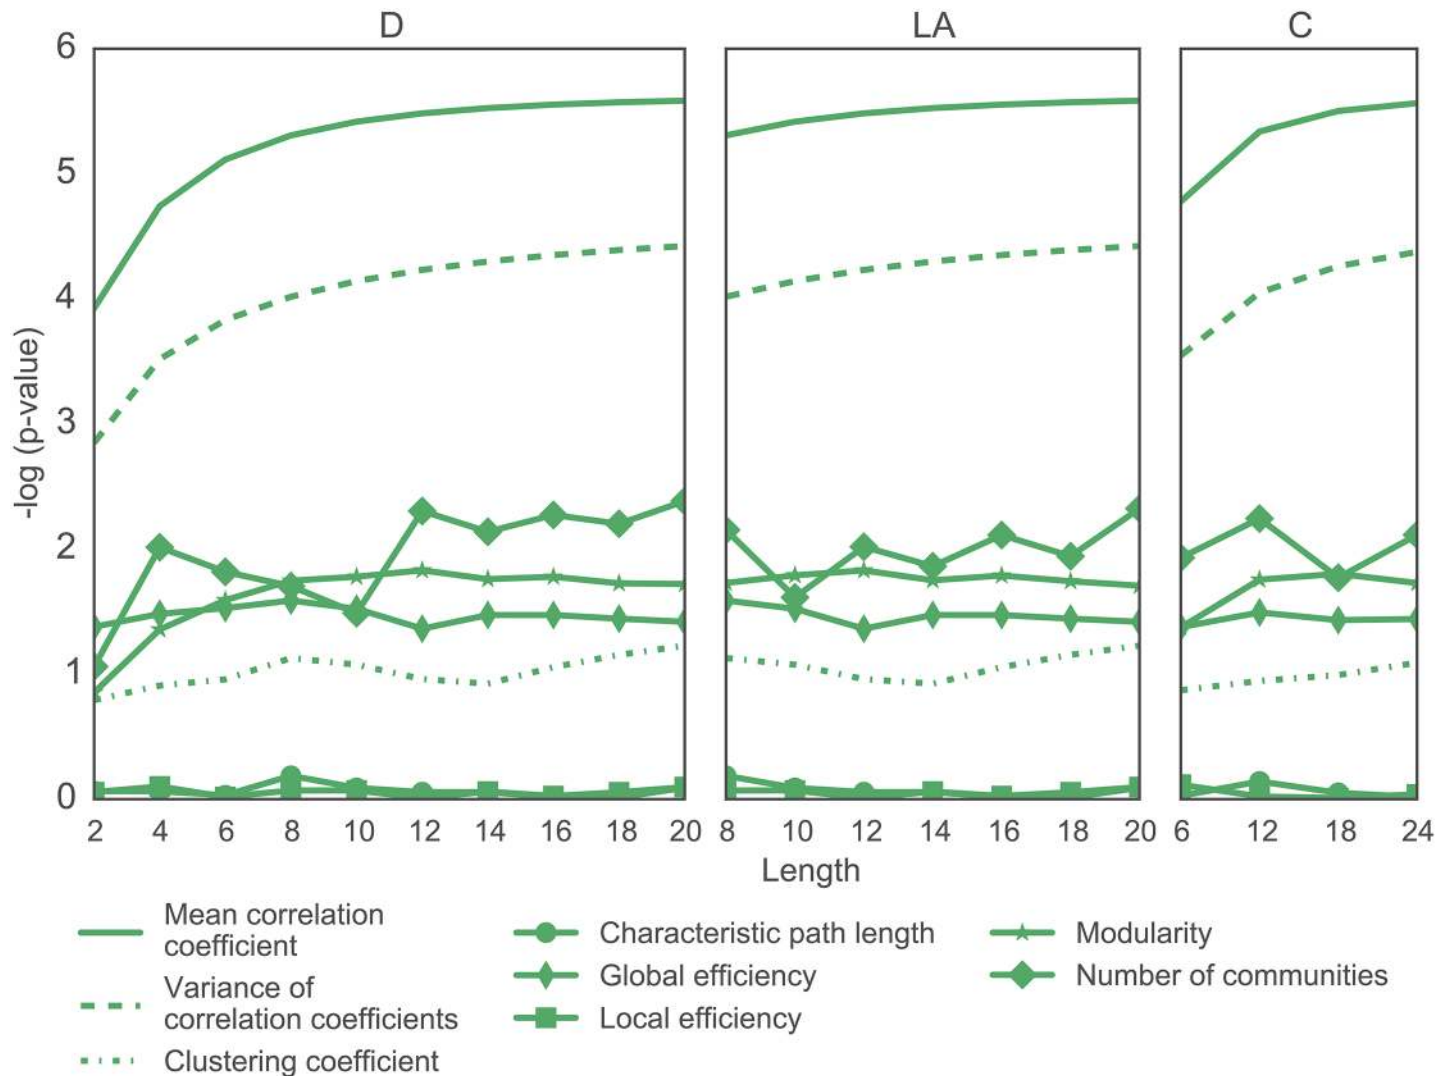 D LA C
6
5
4
3
2
1
0
-log (p-value)
2 4 6 8 10 12 14 16 18 20 8 10 12 14 16 18 20 6 12 18 24
Length
Mean correlation
coefficient
Variance of
correlation coefficients
Clustering coefficient
Characteristic path length
Global efficiency
Local efficiency
Modularity
Number of communities